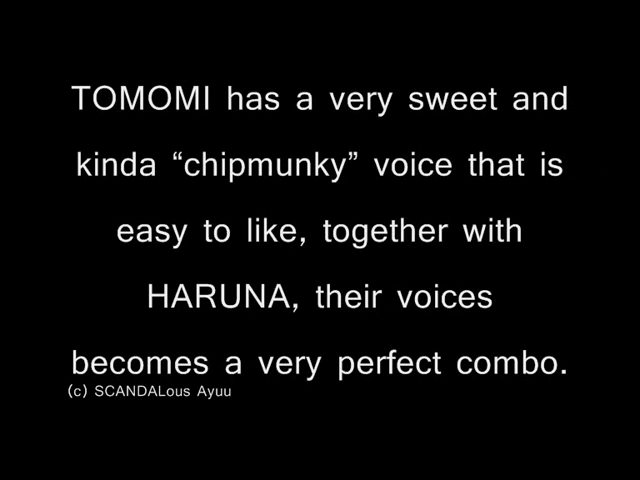 TOMOMI has a very sweet and
kinda “chipmunky” voice that is
easy to like, together with
HARUNA, their voices
becomes a very perfect combo.
(c) SCANDALous Ayuu